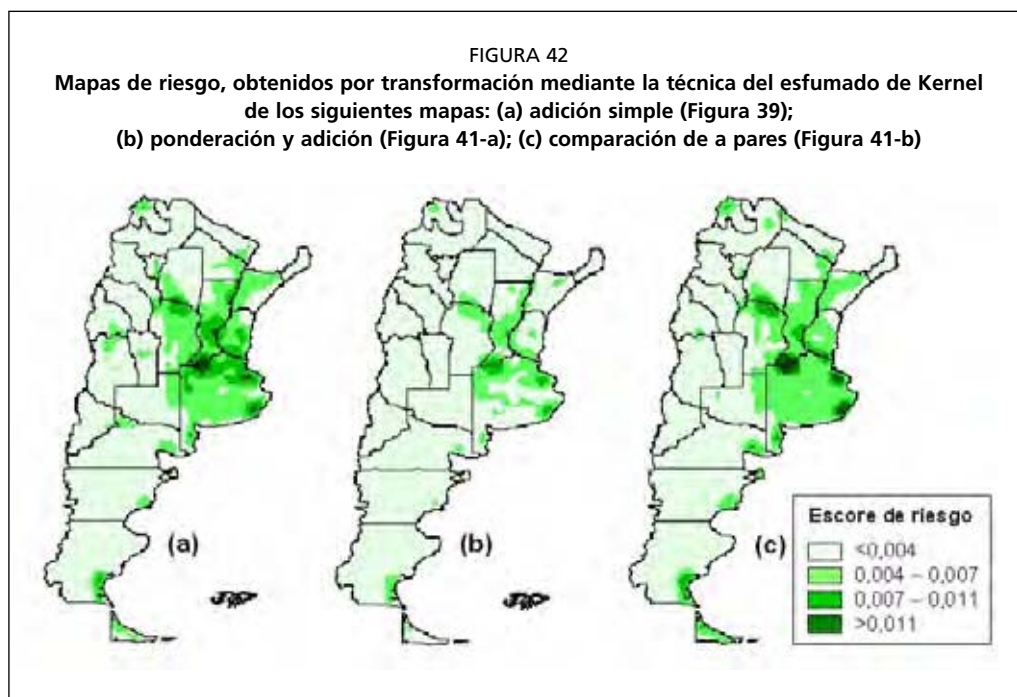 FIGURA 42
Mapas de riesgo, obtenidos por transformación mediante la técnica del esfumado de Kernel
de los siguientes mapas: (a) adición simple (Figura 39);
(b) ponderación y adición (Figura 41-a); (c) comparación de a pares (Figura 41-b)
(a)
(b)
(c)
Escore de riesgo
<0,004
0,004 – 0,007
0,007 – 0,011
>0,011